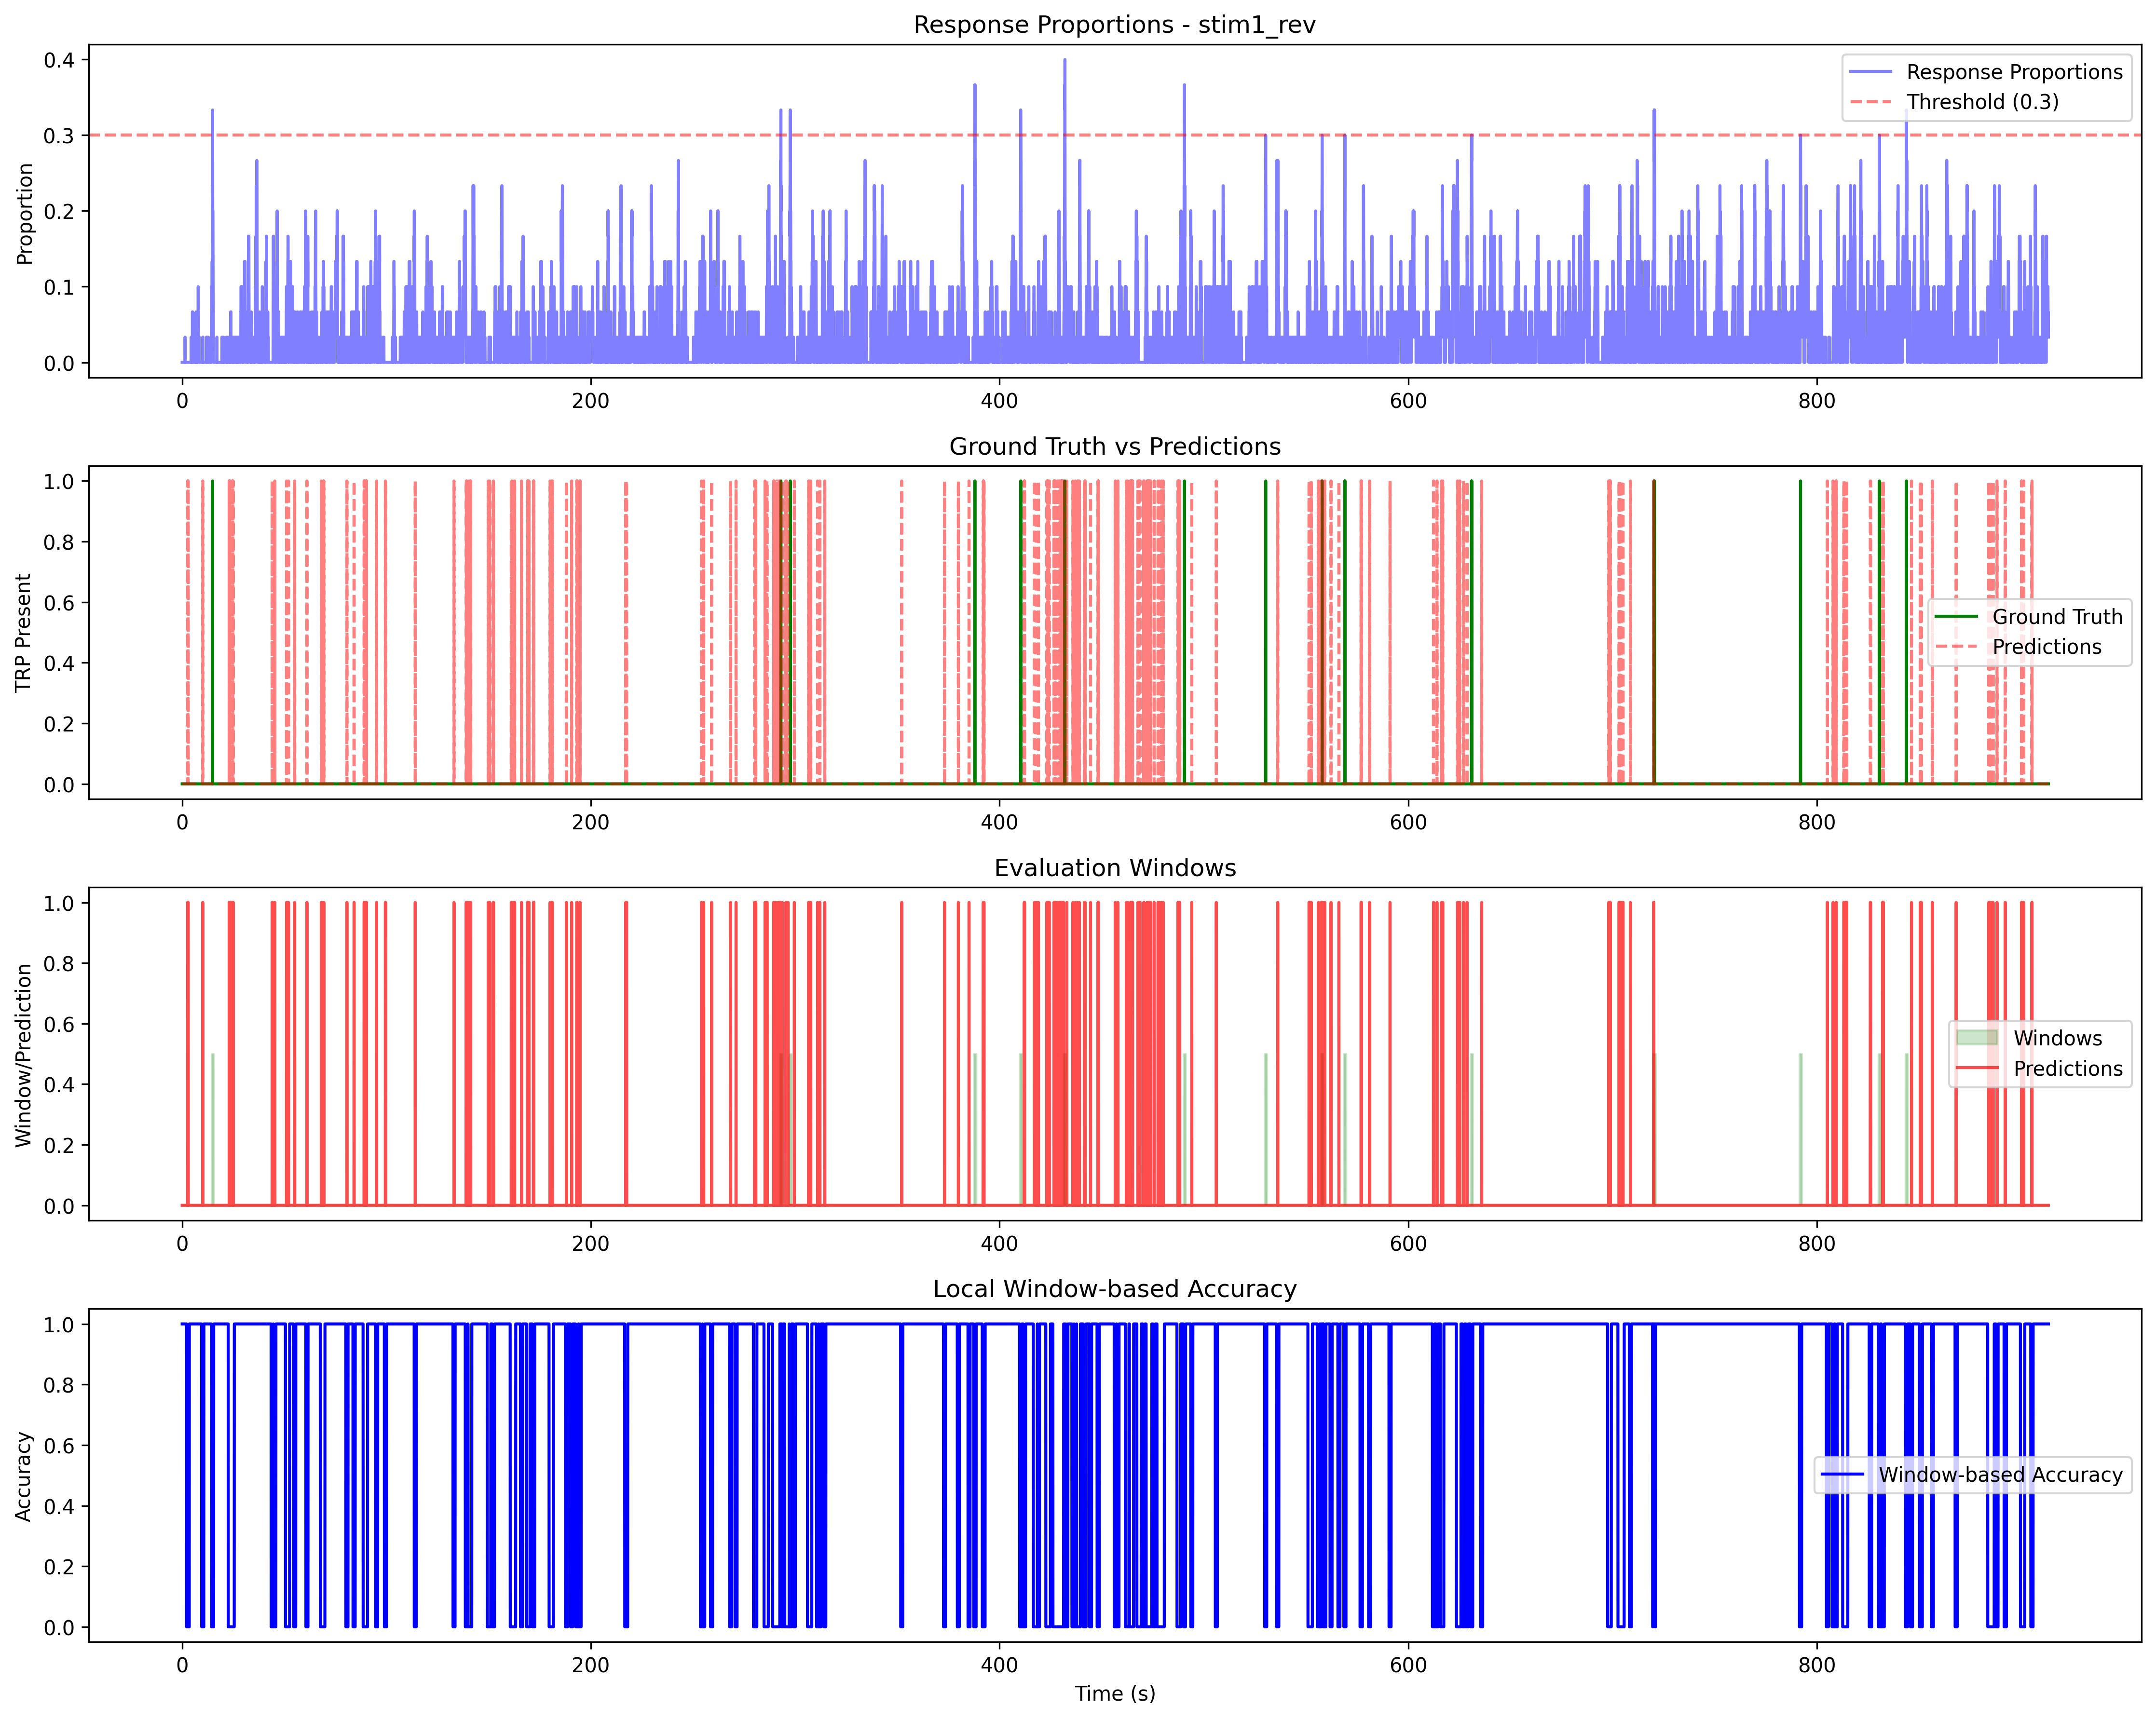 Response Proportions - stim1_rev
Proportion
0.4
0.3
0.2
0.1
0.0
Response Proportions
Threshold (0.3)
0 200 400 600 800
Ground Truth vs Predictions
TRP Present
1.0
0.8
0.6
0.4
0.2
0.0
Ground Truth
Predictions
0 200 400 600 800
Evaluation Windows
Window/Prediction
1.0
0.8
0.6
0.4
0.2
0.0
Windows
Predictions
0 200 400 600 800
Local Window-based Accuracy
Accuracy
1.0
0.8
0.6
0.4
0.2
0.0
Window-based Accuracy
0 200 400 600 800
Time (s)